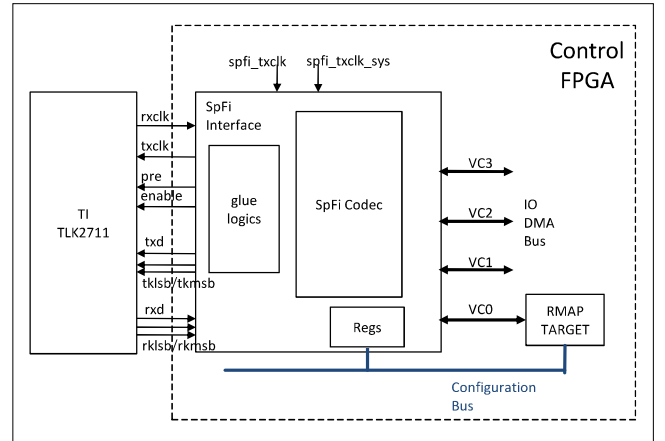 Control
FPGA
spfi_txclk
spfi_txclk_sys
SpFi
Interface
rxclk
txclk
pre
enable
TI
TLK2711
glue
logics
SpFi Codec
txd
tklsb/tkmsb
rxd
rklsb/rkmsb
Regs
VC3
VC2
VC1
VC0
IO
DMA
Bus
RMAP
TARGET
Configuration
Bus